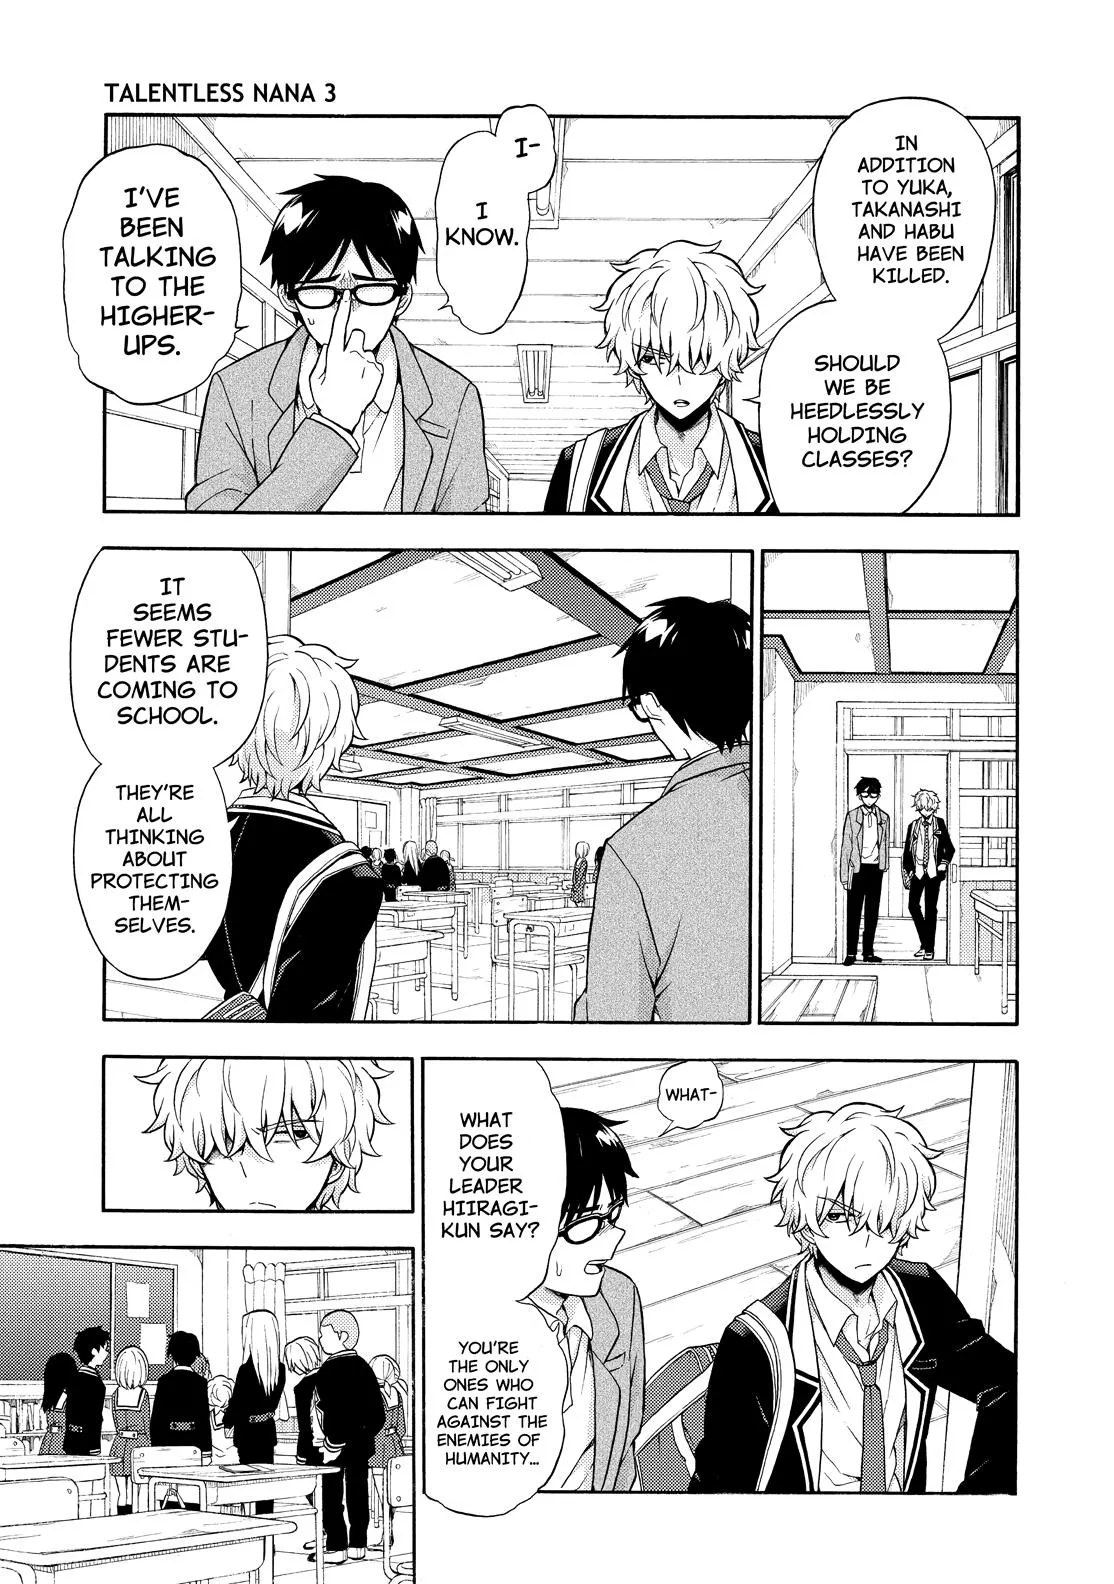 TALENTLESS NANA 3
IN
ADDITION
TO YUKA,
TAKANASHI
AND HABU
HAVE BEEN
KILLED.
SHOULD
WE BE
HEEDLESSLY
HOLDING
CLASSES?
I-
I
KNOW.
I'VE
BEEN
TALKING
TO THE
HIGHER-
UPS.
IT
SEEMS
FEWER STU-
DENTS ARE
COMING TO
SCHOOL.
THEY'RE
ALL
THINKING
ABOUT
PROTECTING
THEM-
SELVES.
WHAT-
WHAT
DOES
YOUR
LEADER
HIIRAGI-
KUN SAY?
YOU'RE
THE ONLY
ONES WHO
CAN FIGHT
AGAINST THE
ENEMIES OF
HUMANITY...